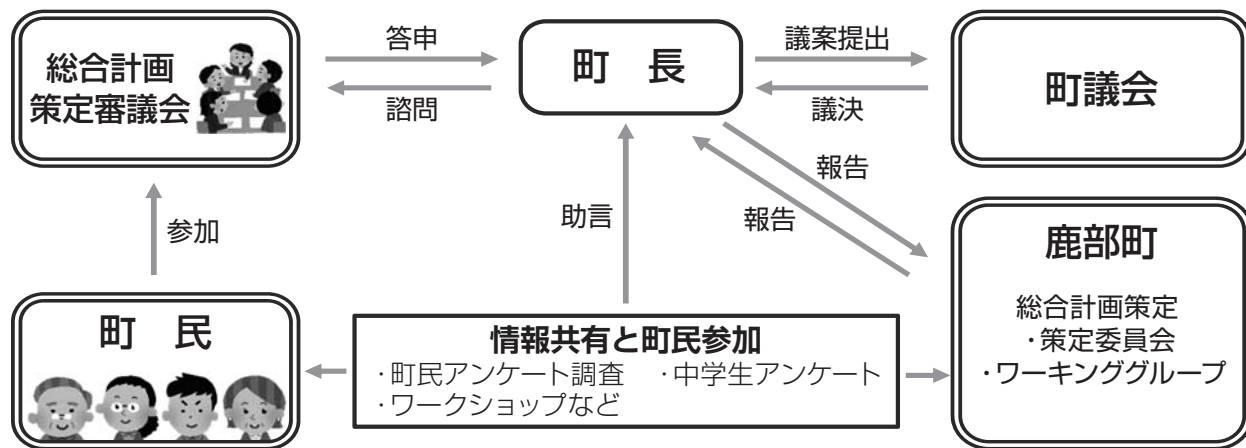 総合計画
策定審議会
答申
諮問
町　長
議案提出
議決
町議会
参加
助言
報告
報告
鹿部町
総合計画策定
・策定委員会
・ワーキンググループ
町　民
情報共有と町民参加
・町民アンケート調査　・中学生アンケート
・ワークショップなど